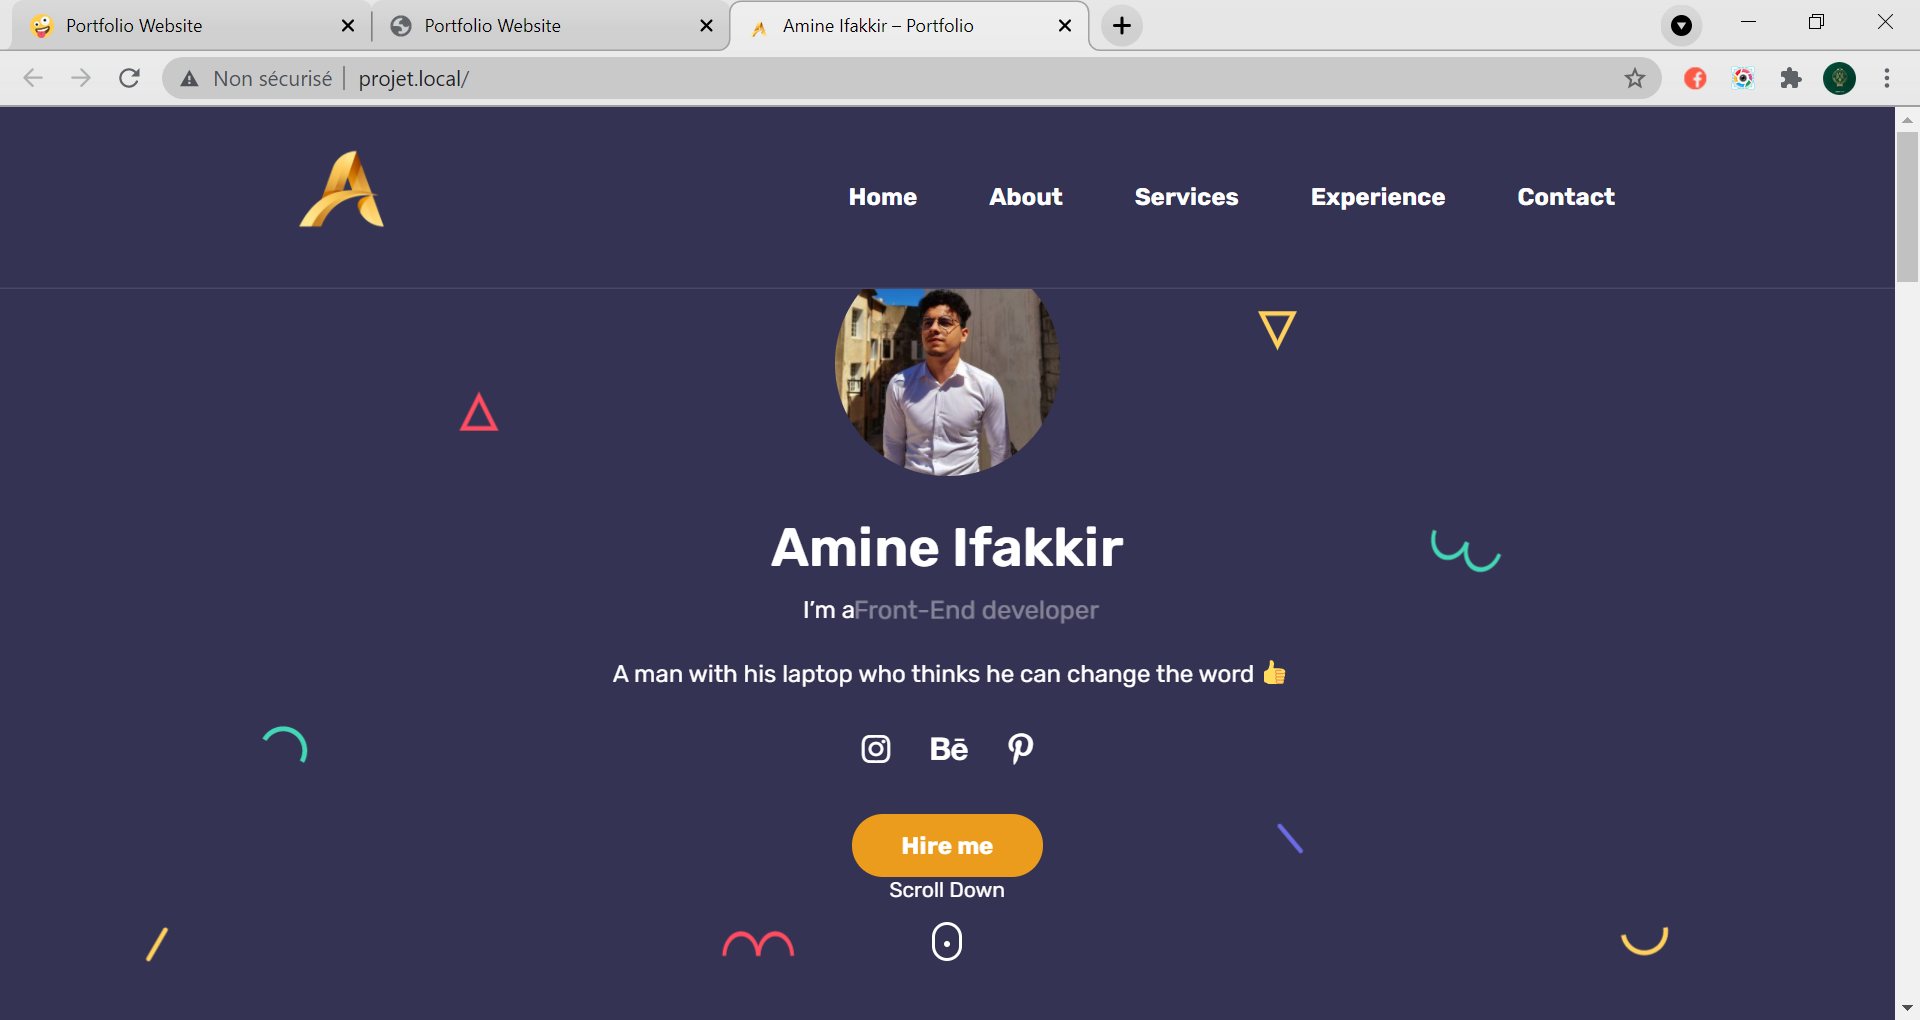 Portfolio Website
Portfolio Website
Amine Ifakkir – Portfolio
Non sécurisé
projet.local/
Home
About
Services
Experience
Contact
Amine Ifakkir
I'm aFront-End developer
A man with his laptop who thinks he can change the word 👍
Bē
Hire me
Scroll Down